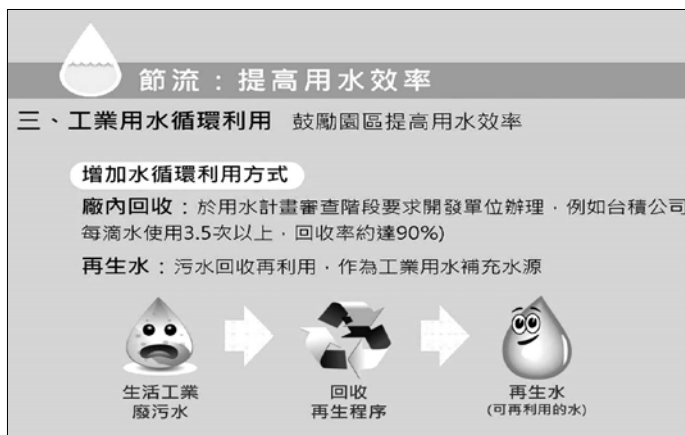 節流：提高用水效率
三、工業用水循環利用 鼓勵園區提高用水效率
增加水循環利用方式
廠內回收：於用水計畫審查階段要求開發單位辦理，例如台積公司
每滴水使用3.5次以上，回收率約達90%)
再生水：污水回收再利用，作為工業用水補充水源
生活工業
廢污水
回收
再生程序
再生水
(可再利用的水)